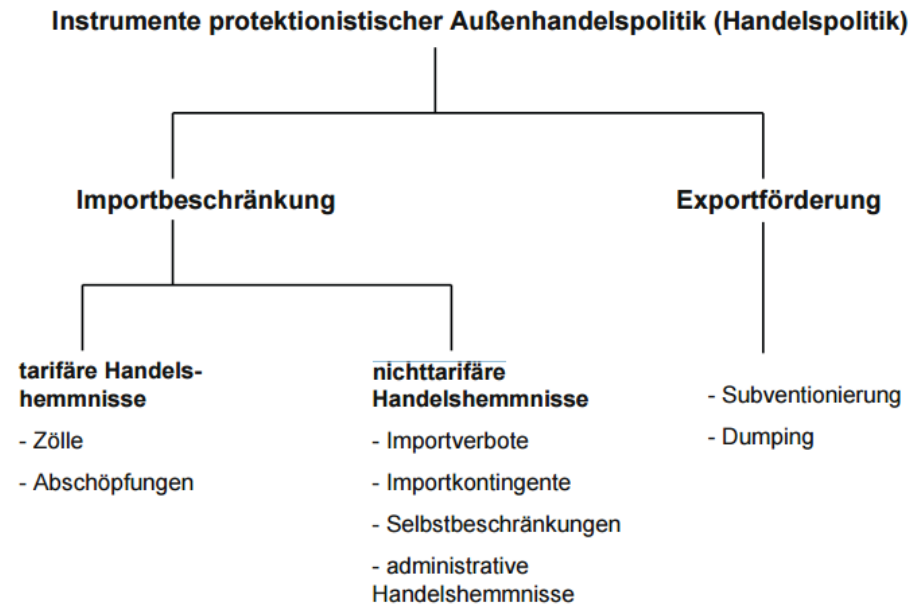 Instrumente protektionistischer Außenhandelspolitik (Handelspolitik)
Importbeschränkung
Exportförderung
tarifäre Handels-
hemmnisse
- Zölle
- Abschöpfungen
nichttarifäre
Handelshemmnisse
- Importverbote
- Importkontingente
- Selbstbeschränkungen
- administrative
Handelshemmnisse
- Subventionierung
- Dumping